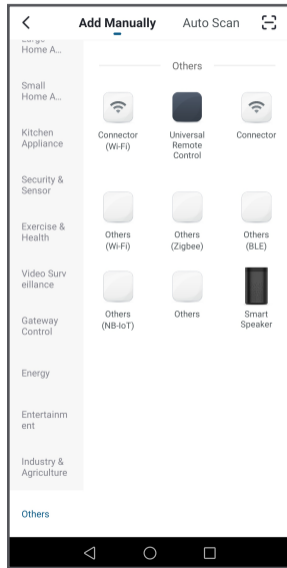 Add Manually
Auto Scan
Home A...
Small
Home A...
Kitchen
Appliance
Security &
Sensor
Exercise &
Health
Video Surv
eillance
Gateway
Control
Energy
Entertainm
ent
Industry &
Agriculture
Others
Others
Connector
(Wi-Fi)
Universal
Remote
Control
Connector
Others
(Wi-Fi)
Others
(Zigbee)
Others
(BLE)
Others
(NB-IoT)
Others
Smart
Speaker